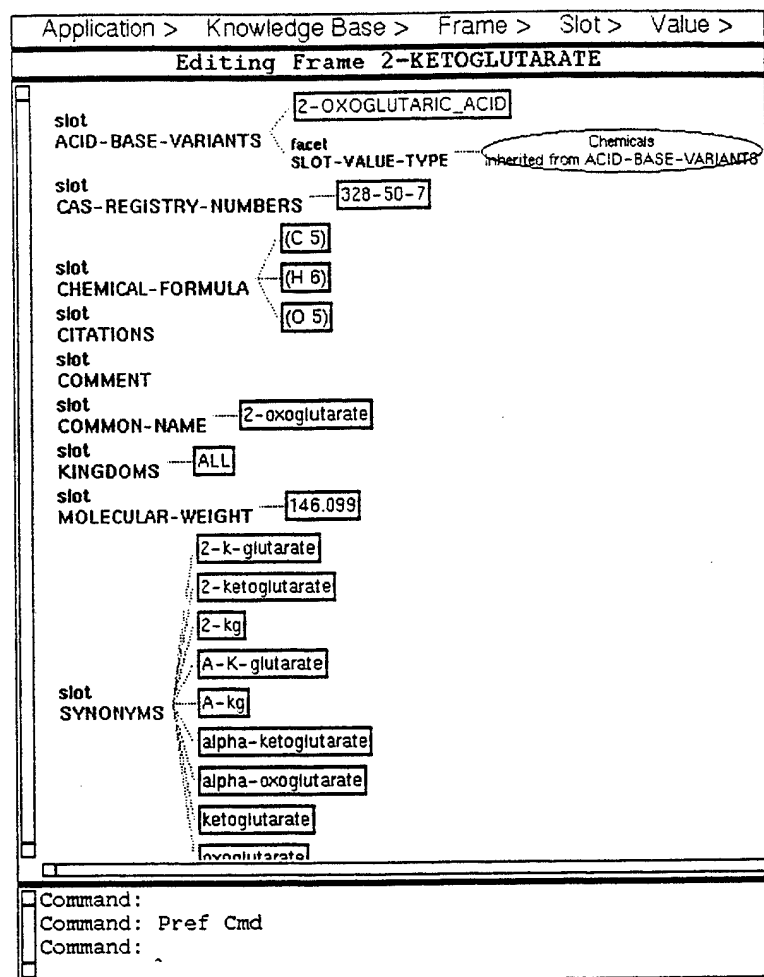 Application > Knowledge Base > Frame > Slot > Value >
Editing Frame 2-KETOGLUTARATE
slot
ACID-BASE-VARIANTS
2-OXOGLUTARIC_ACID
facet
SLOT-VALUE-TYPE
Chemicals
inherited from ACID-BASE-VARIANTS
slot
CAS-REGISTRY-NUMBERS
328-50-7
slot
CHEMICAL-FORMULA
(C 5)
(H 6)
(O 5)
slot
CITATIONS
slot
COMMENT
slot
COMMON-NAME
2-oxoglutarate
slot
KINGDOMS
ALL
slot
MOLECULAR-WEIGHT
146.099
slot
SYNONYMS
2-k-glutarate
2-ketoglutarate
2-kg
A-K-glutarate
A-kg
alpha-ketoglutarate
alpha-oxoglutarate
ketoglutarate
oxoglutarate
Command:
Command: Pref Cmd
Command: